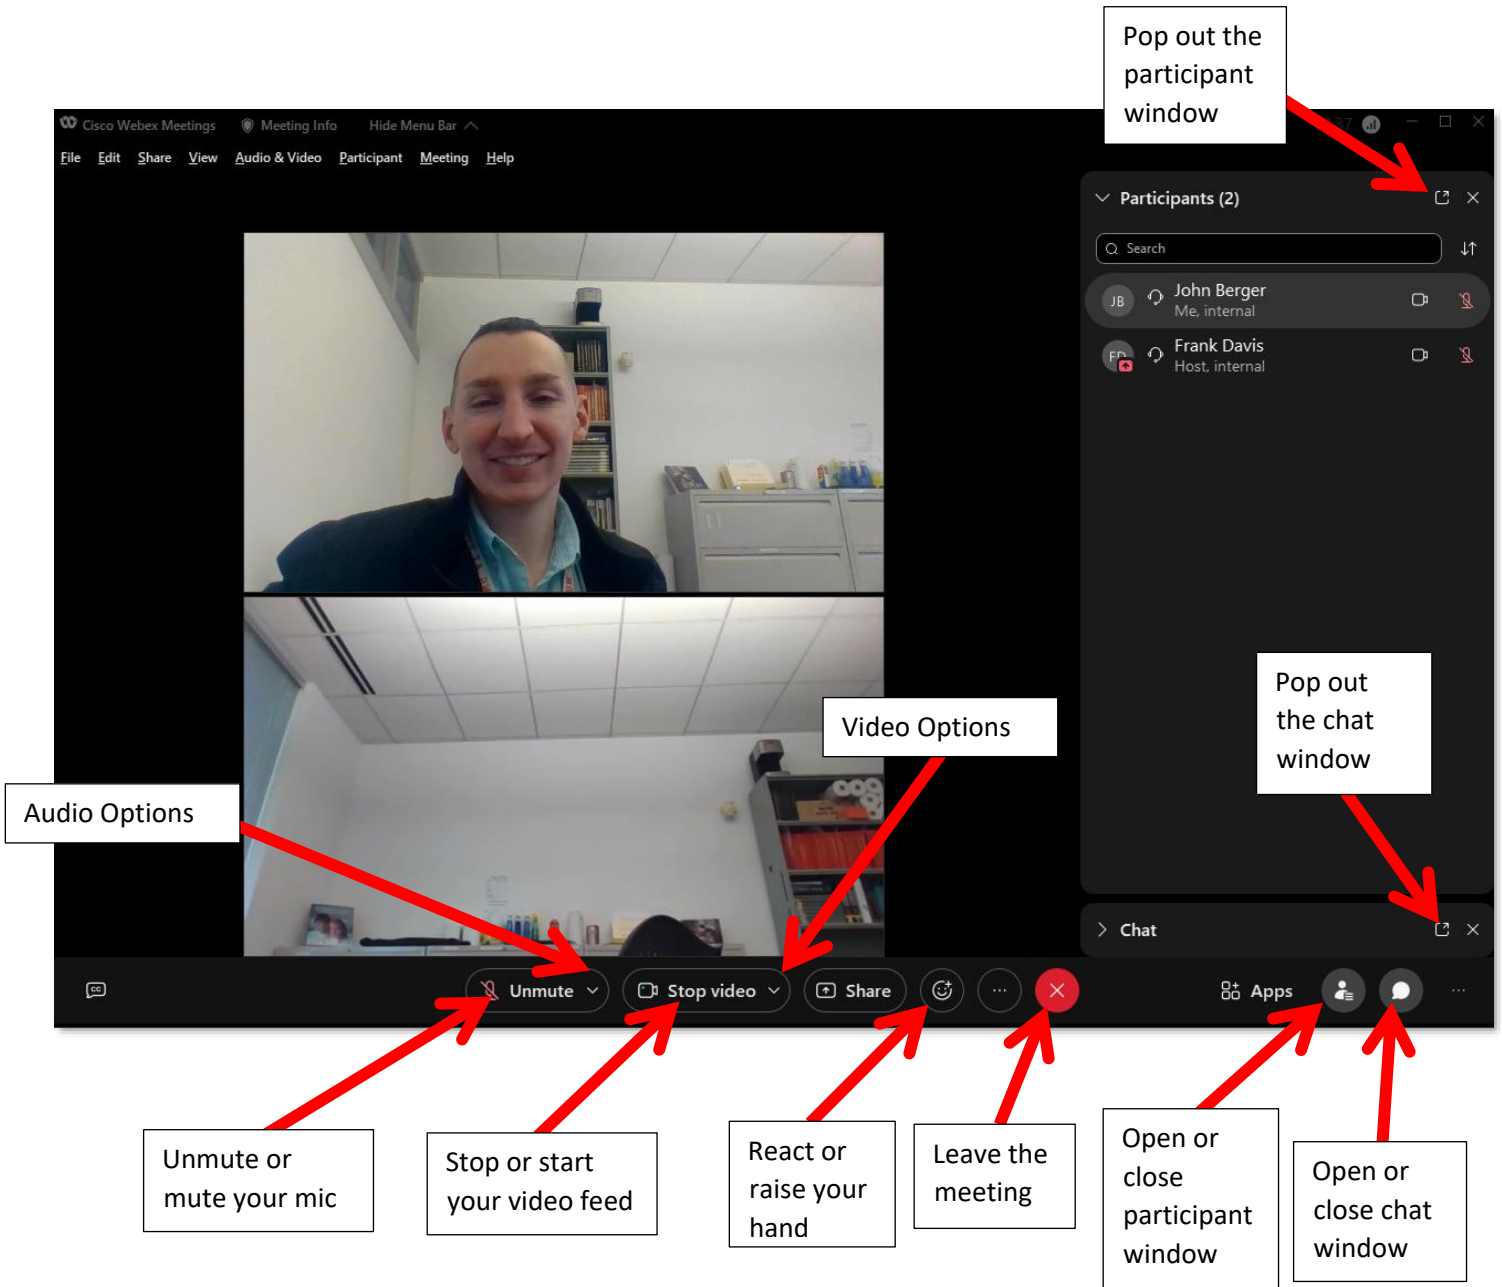 Pop out the
participant
window
Cisco Webex Meetings Meeting Info Hide Menu Bar
File Edit Share View Audio & Video Participant Meeting Help
Participants (2)
Search
JB John Berger
Me, internal
Frank Davis
Host, internal
Pop out
the chat
window
Video Options
Audio Options
Chat
CC Unmute Stop video Share Apps
Unmute or
mute your mic
Stop or start
your video feed
React or
raise your
hand
Leave the
meeting
Open or
close
participant
window
Open or
close chat
window